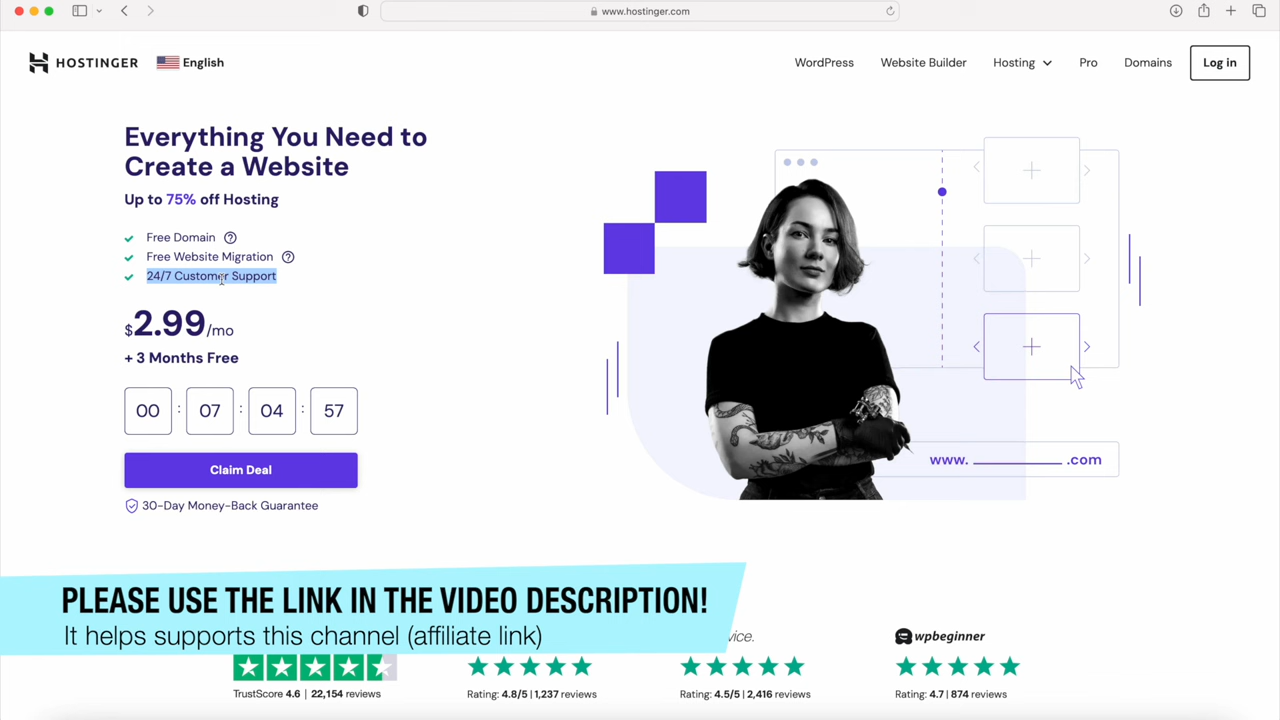 www.hostinger.com
HOSTINGER
English
WordPress
Website Builder
Hosting
Pro
Domains
Log in
Everything You Need to
Create a Website
Up to 75% off Hosting
Free Domain
Free Website Migration
24/7 Customer Support
$2.99/mo
+ 3 Months Free
00 : 07 : 04 : 57
Claim Deal
30-Day Money-Back Guarantee
www. .com
PLEASE USE THE LINK IN THE VIDEO DESCRIPTION!
It helps supports this channel (affiliate link)
wpbeginner
TrustScore 4.6 | 22,154 reviews
Rating: 4.8/5 | 1,237 reviews
Rating: 4.5/5 | 2,416 reviews
Rating: 4.7 | 874 reviews